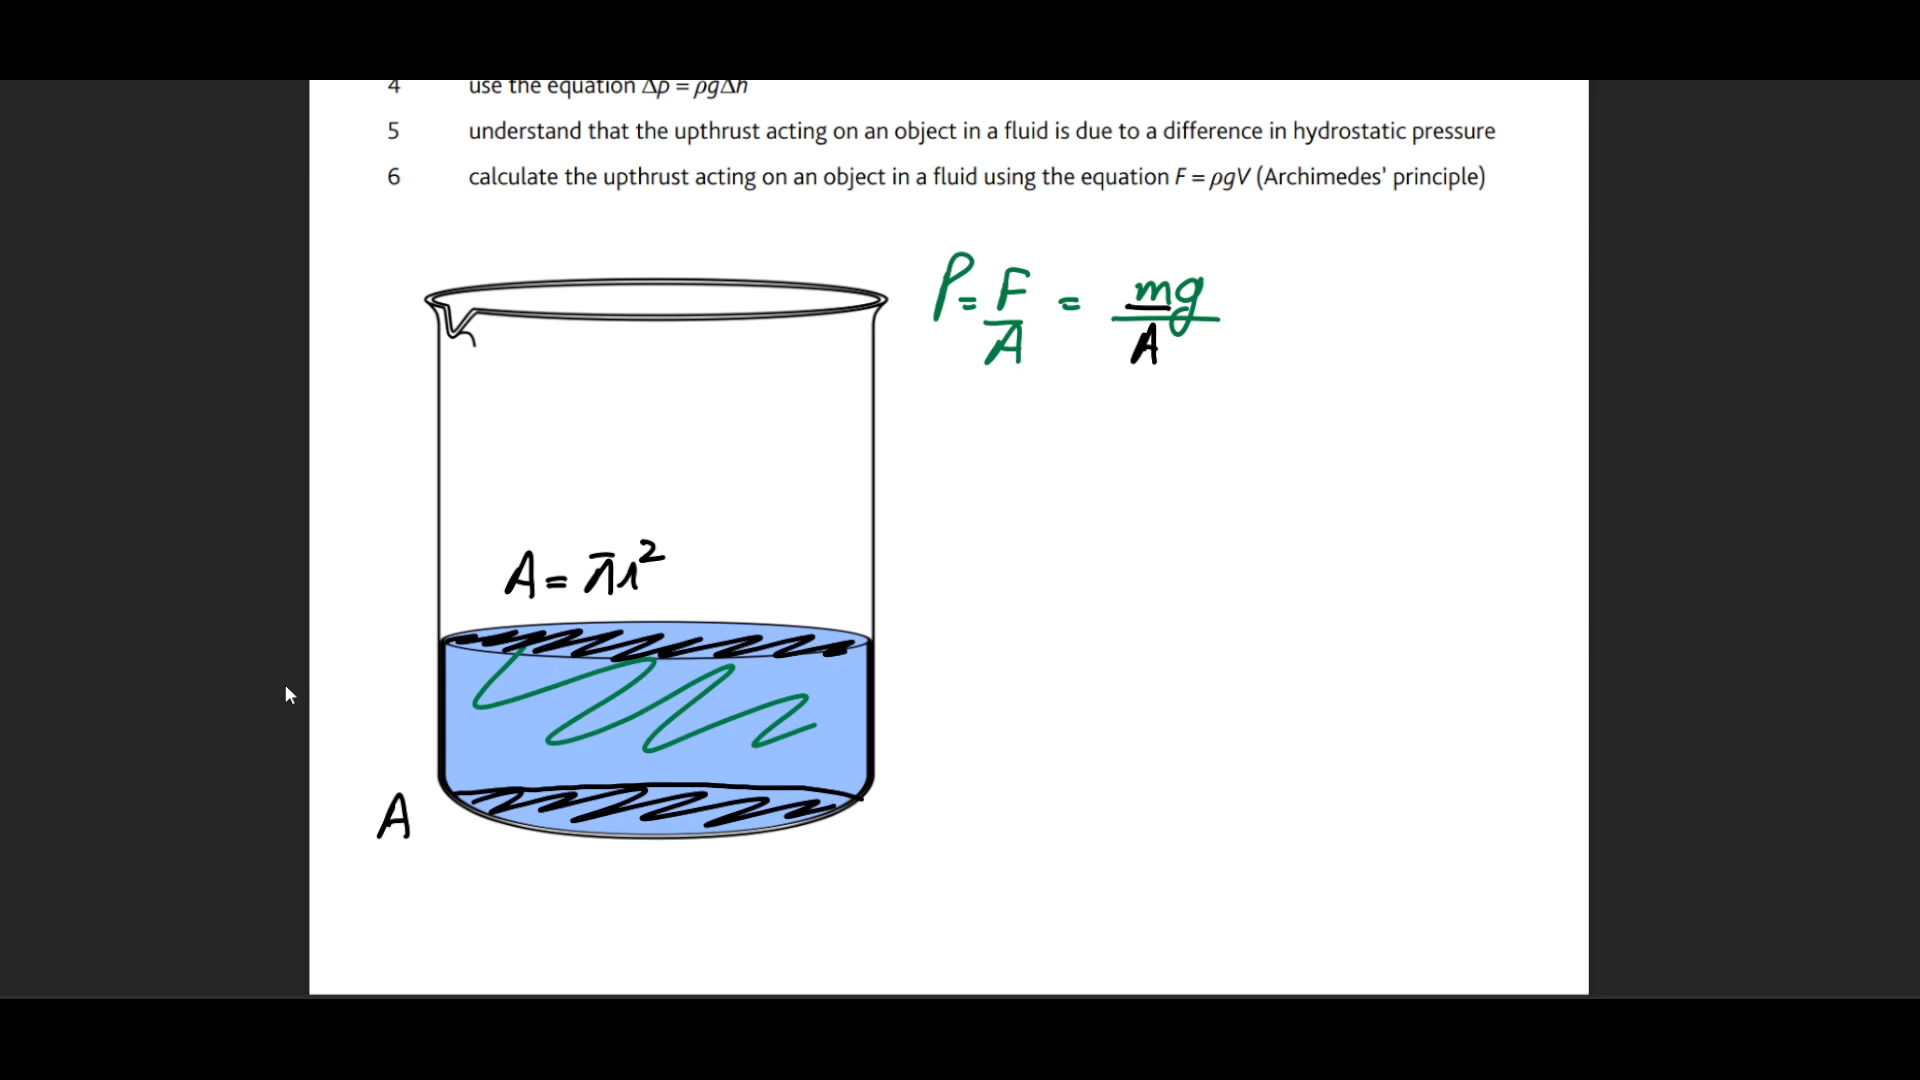 4 use the equation Δp = ρgΔh
5 understand that the upthrust acting on an object in a fluid is due to a difference in hydrostatic pressure
6 calculate the upthrust acting on an object in a fluid using the equation F = ρgV (Archimedes' principle)
P = F/A = mg/A
A = πr²
A